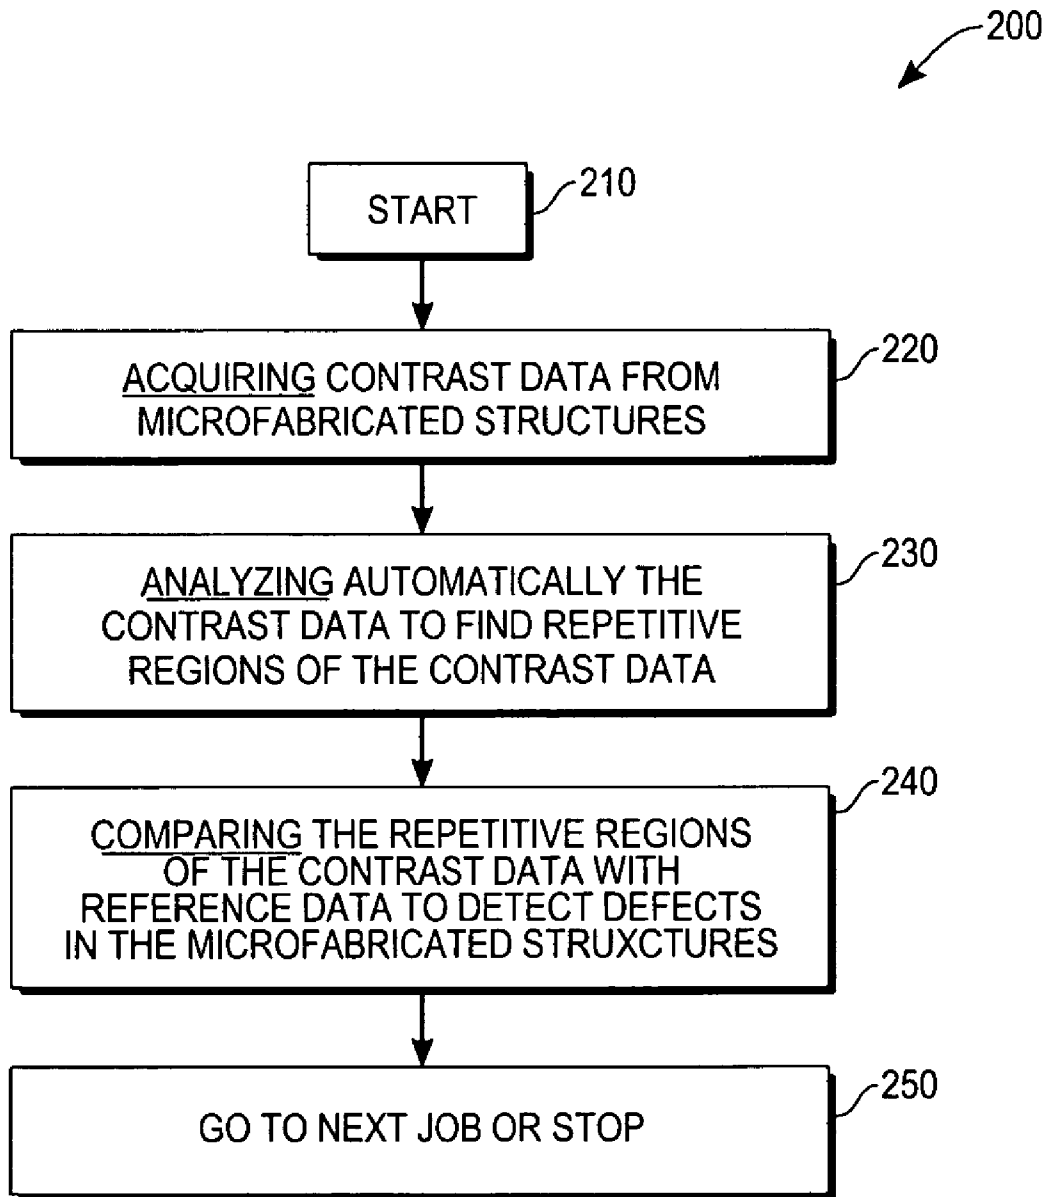 200
START
210
ACQUIRING CONTRAST DATA FROM
MICROFABRICATED STRUCTURES
220
ANALYZING AUTOMATICALLY THE
CONTRAST DATA TO FIND REPETITIVE
REGIONS OF THE CONTRAST DATA
230
COMPARING THE REPETITIVE REGIONS
OF THE CONTRAST DATA WITH
REFERENCE DATA TO DETECT DEFECTS
IN THE MICROFABRICATED STRUXCTURES
240
GO TO NEXT JOB OR STOP
250